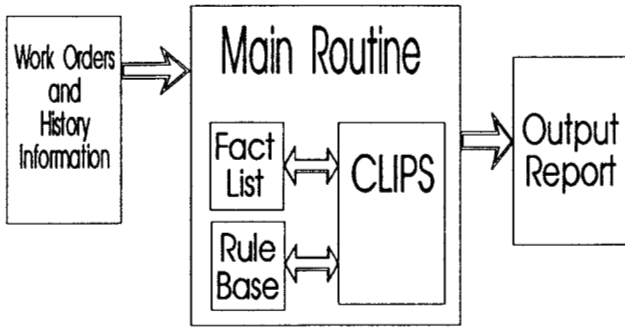 Work Orders
and
History
Information
Main Routine
Fact
List
CLIPS
Rule
Base
Output
Report